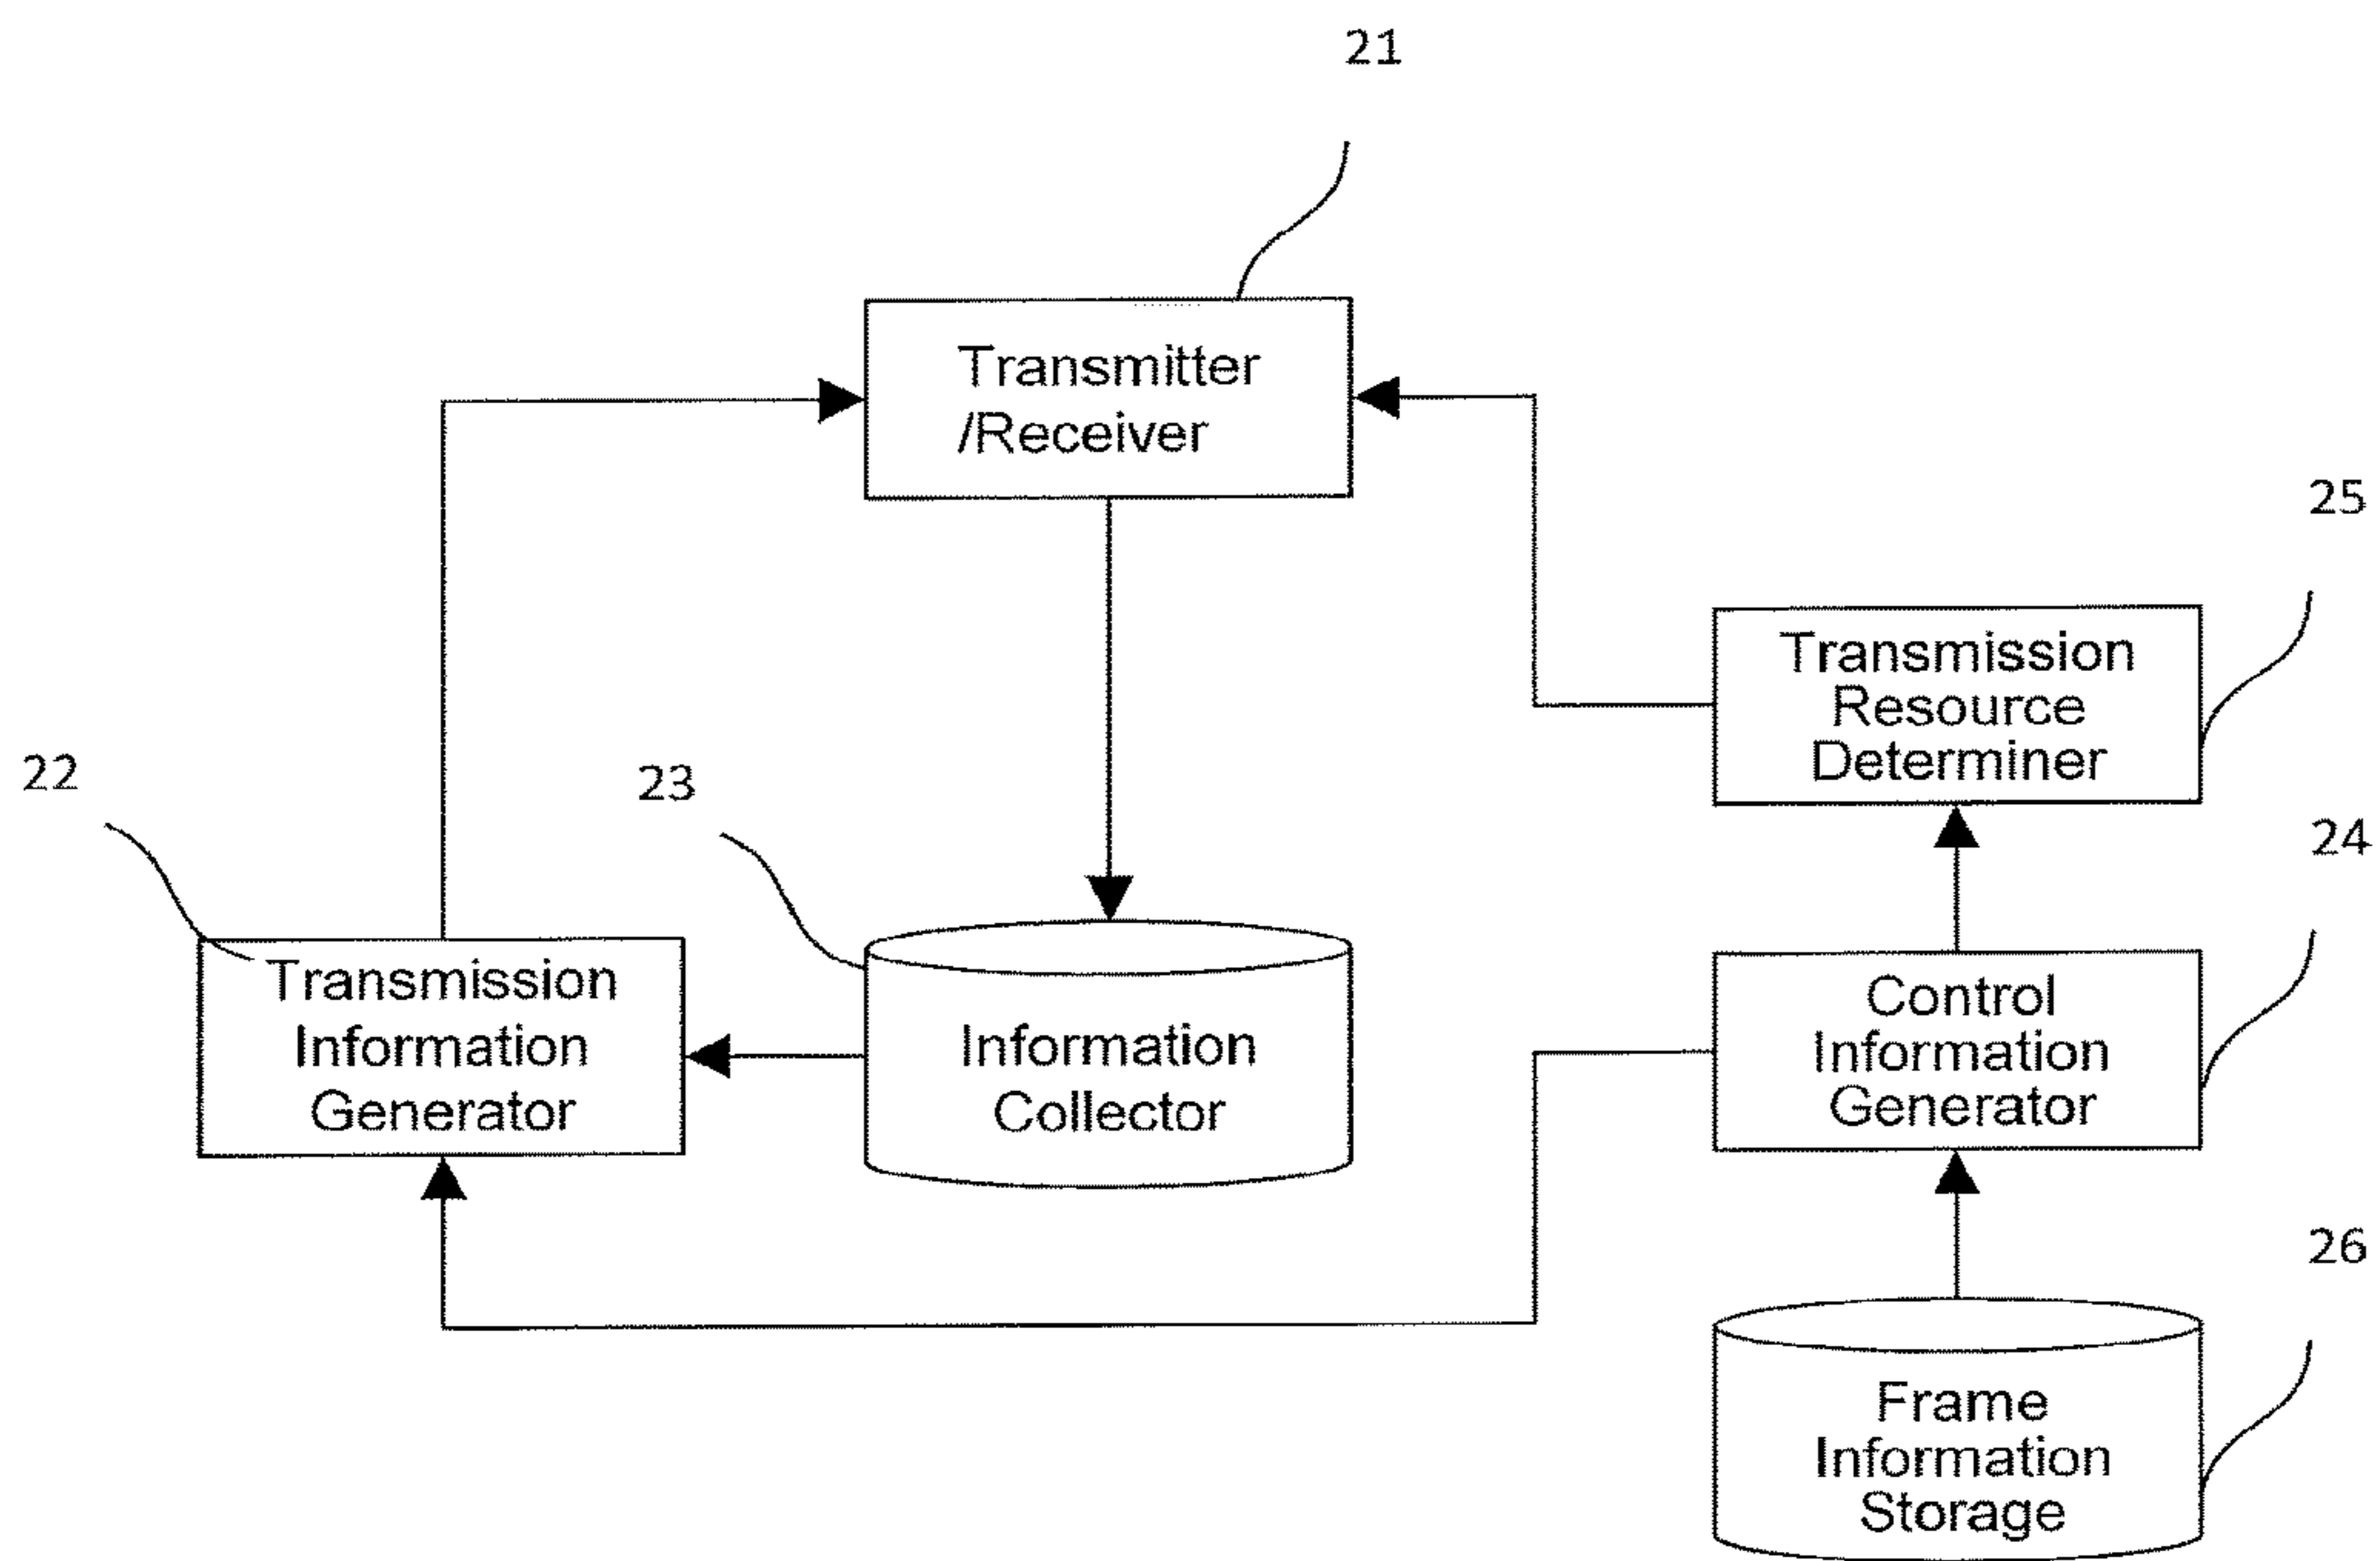 21
Transmitter
/Receiver
25
Transmission
Resource
Determiner
22
23
24
Transmission
Information
Generator
Information
Collector
Control
Information
Generator
26
Frame
Information
Storage